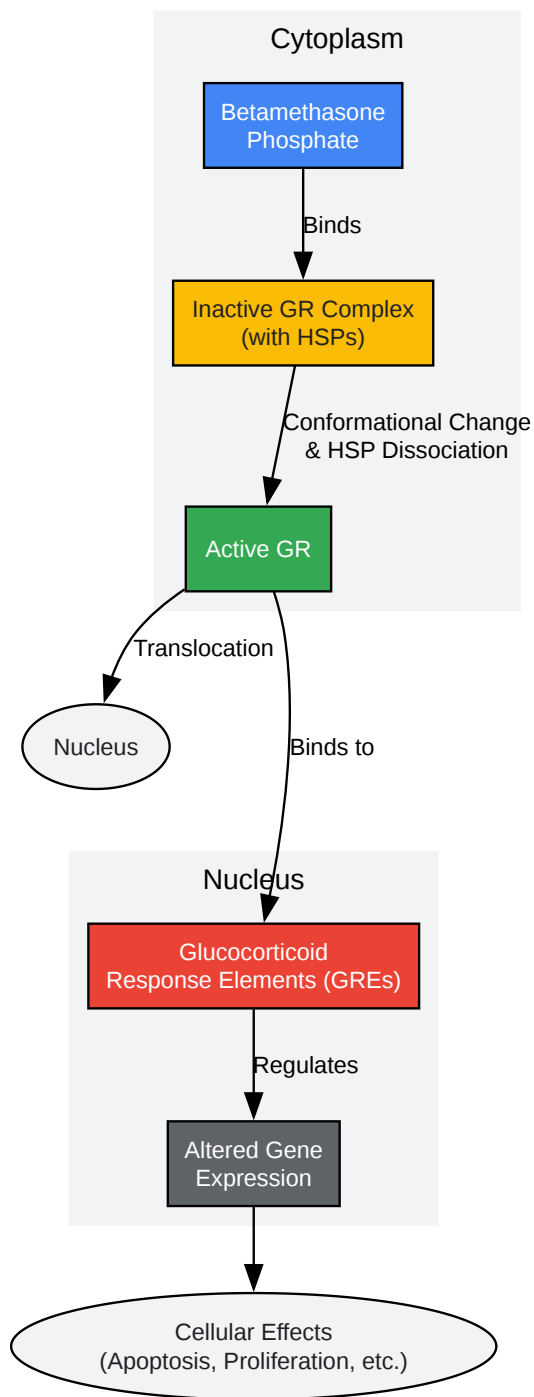 Cytoplasm
Betamethasone
Phosphate
Binds
Inactive GR Complex
(with HSPs)
Conformational Change
& HSP Dissociation
Active GR
Translocation
Nucleus
Binds to
Nucleus
Glucocorticoid
Response Elements (GREs)
Regulates
Altered Gene
Expression
Cellular Effects
(Apoptosis, Proliferation, etc.)